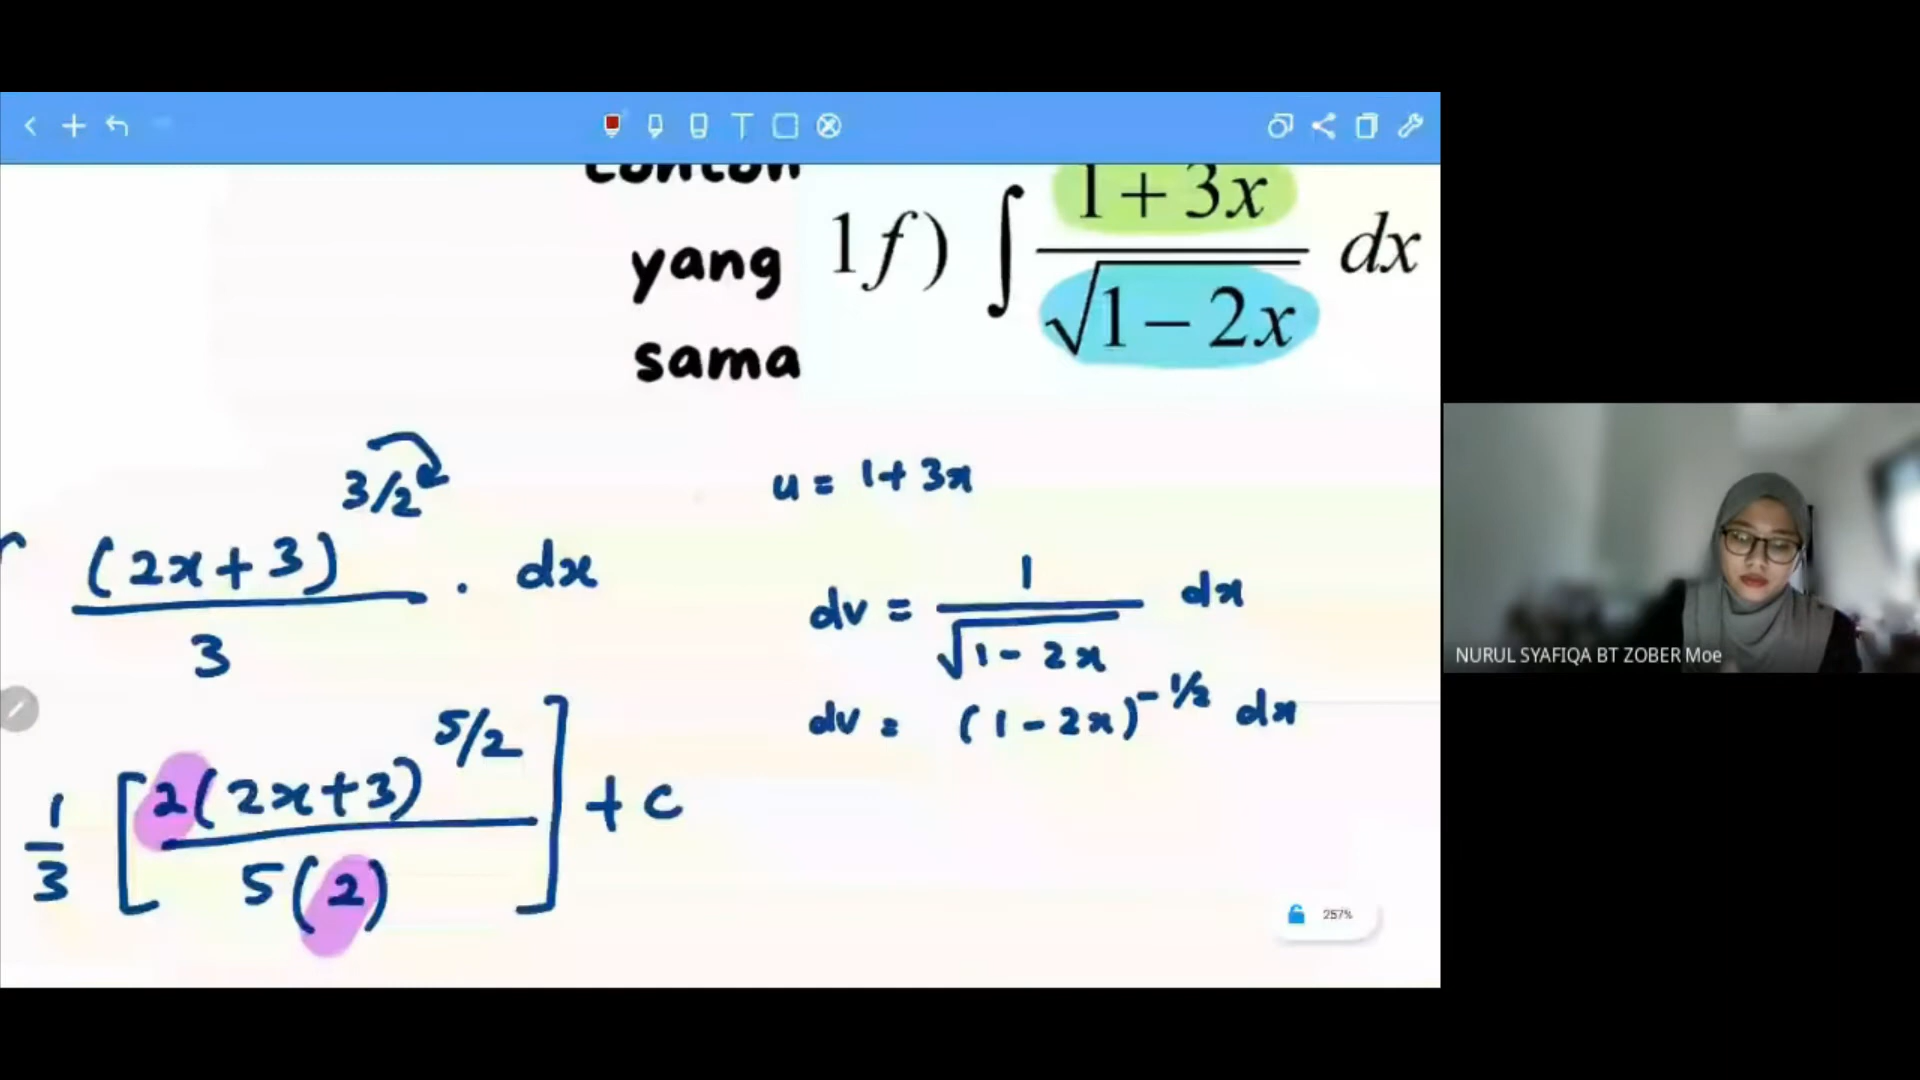 contoh
yang
sama
1f) ∫ 1+3x / √1−2x dx
(2x+3)^3/2 / 3 . dx
1/3 [ 2(2x+3)^5/2 / 5(2) ] + c
u = 1+3x
dv = 1 / √1-2x dx
dv = (1-2x)^-1/2 dx
257%
NURUL SYAFIQA BT ZOBER Moe